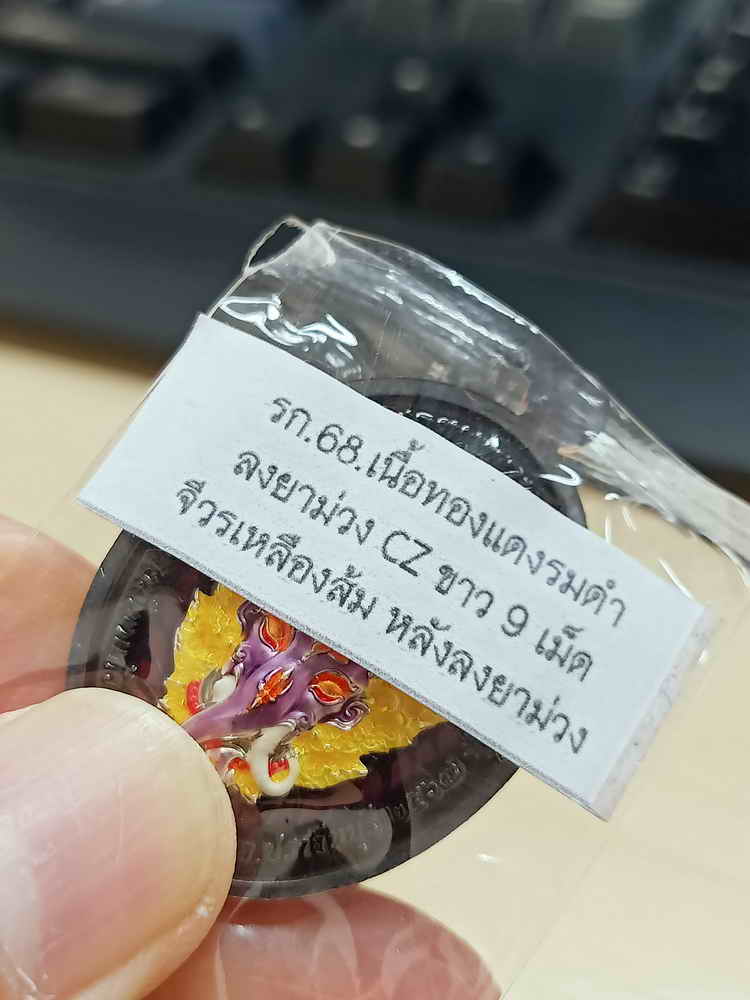 รก.68.เนื้อทองแดงรมดำ
ลงยาม่วง CZ ขาว 9 เม็ด
จีวรเหลืองส้ม หลังลงยาม่วง